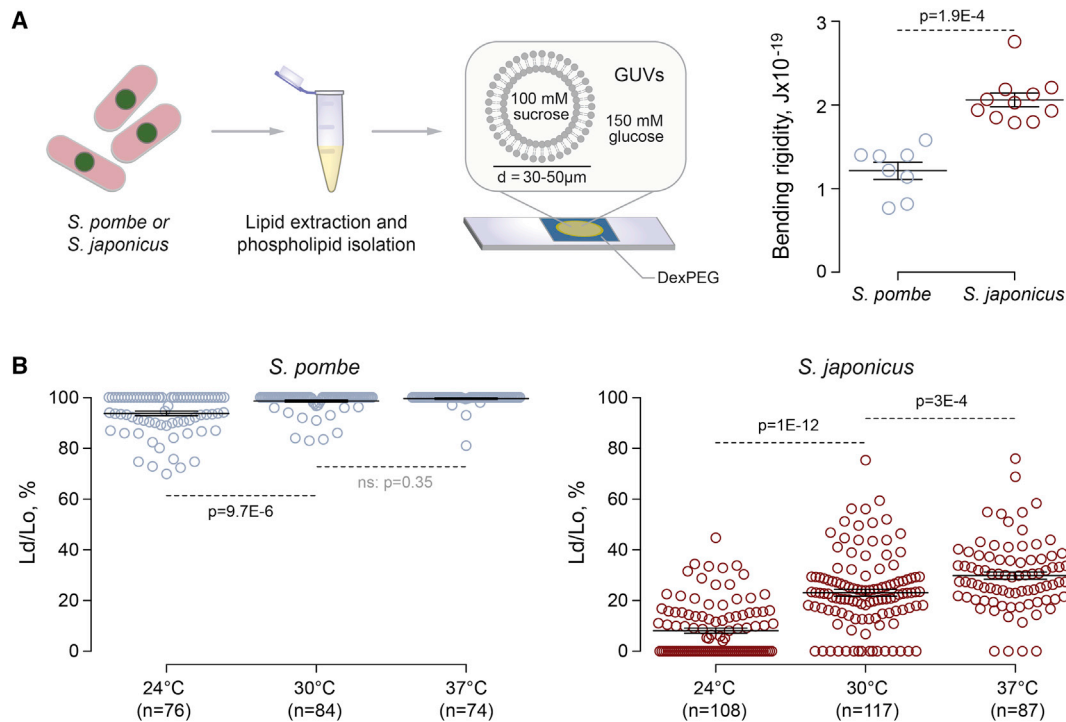 A
S. pombe or
S. japonicus
Lipid extraction and
phospholipid isolation
GUVs
100 mM
sucrose
150 mM
glucose
d = 30-50µm
DexPEG
Bending rigidity, Jx10-19
3
2
1
0
p=1.9E-4
S. pombe
S. japonicus
B
S. pombe
Ld/Lo, %
100
80
60
40
20
0
p=9.7E-6
ns: p=0.35
24°C
(n=76)
30°C
(n=84)
37°C
(n=74)
S. japonicus
Ld/Lo, %
100
80
60
40
20
0
p=1E-12
p=3E-4
24°C
(n=108)
30°C
(n=117)
37°C
(n=87)